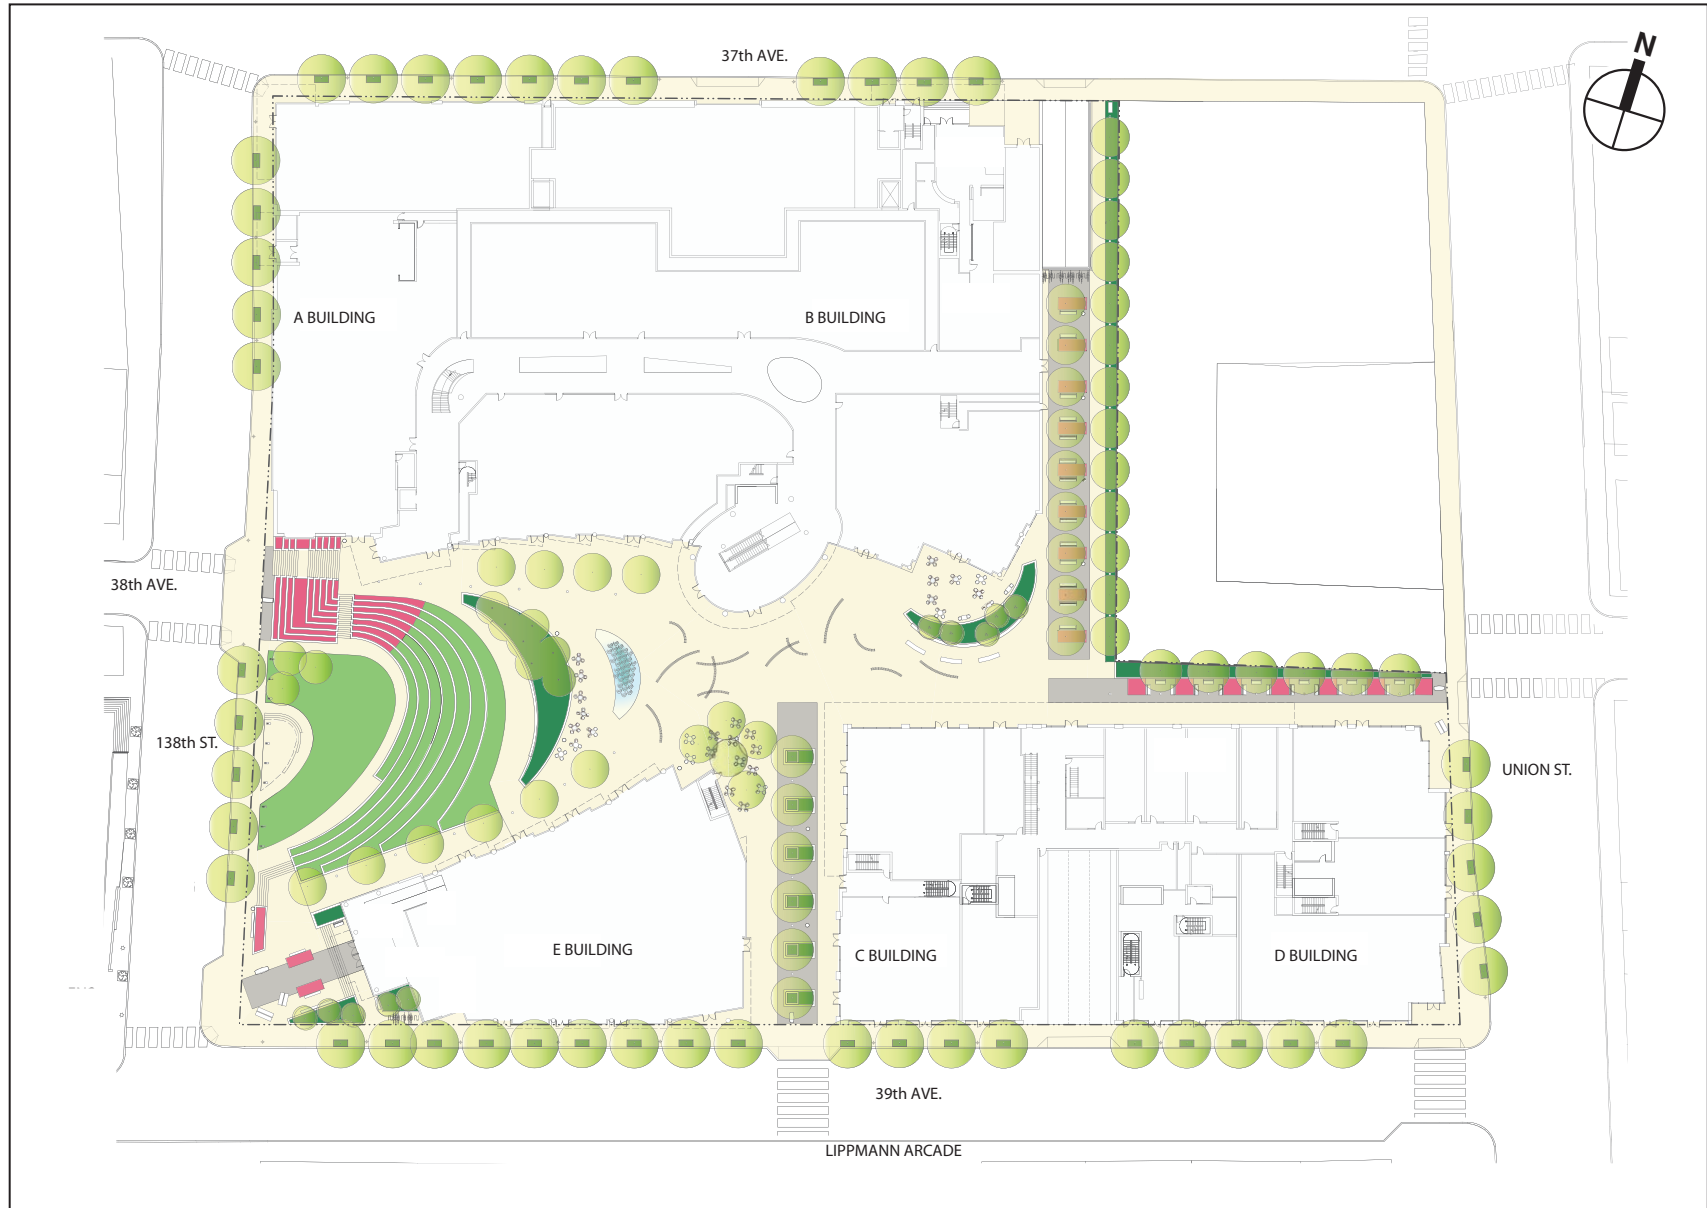 37th AVE.
N
A BUILDING
B BUILDING
38th AVE.
138th ST.
UNION ST.
E BUILDING
C BUILDING
D BUILDING
39th AVE.
LIPPMANN ARCADE